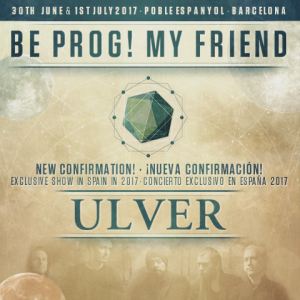 30TH JUNE & 1ST JULY 2017 · POBLE ESPANYOL · BARCELONA
BE PROG! MY FRIEND
NEW CONFIRMATION! · ¡NUEVA CONFIRMACIÓN!
EXCLUSIVE SHOW IN SPAIN IN 2017 · CONCIERTO EXCLUSIVO EN ESPAÑA 2017
ULVER